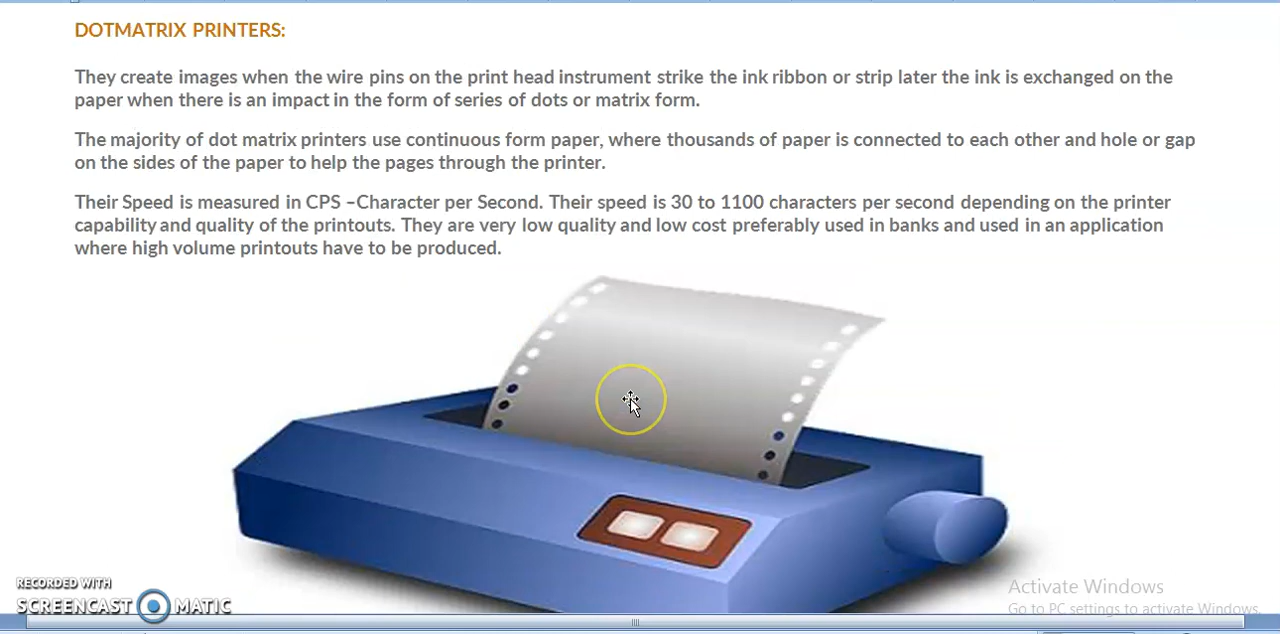 DOTMATRIX PRINTERS:
They create images when the wire pins on the print head instrument strike the ink ribbon or strip later the ink is exchanged on the
paper when there is an impact in the form of series of dots or matrix form.
The majority of dot matrix printers use continuous form paper, where thousands of paper is connected to each other and hole or gap
on the sides of the paper to help the pages through the printer.
Their Speed is measured in CPS –Character per Second. Their speed is 30 to 1100 characters per second depending on the printer
capability and quality of the printouts. They are very low quality and low cost preferably used in banks and used in an application
where high volume printouts have to be produced.
RECORDED WITH
SCREENCAST MATIC
Activate Windows
Go to PC settings to activate Windows.